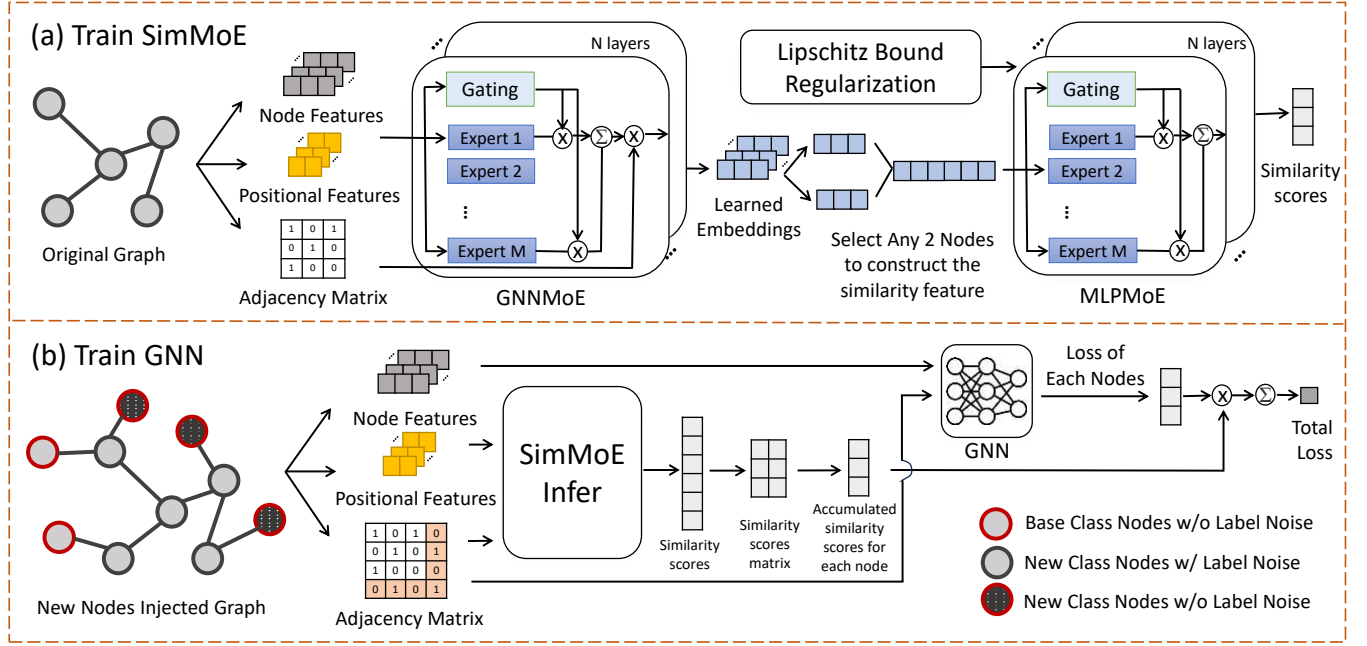 (a) Train SimMoE
Original Graph
Node Features
Positional Features
1 0 1
0 1 0
1 0 0
Adjacency Matrix
N layers
Gating
Expert 1
Expert 2
...
Expert M
X
Σ
X
X
GNNMoE
Learned
Embeddings
Select Any 2 Nodes
to construct the
similarity feature
Lipschitz Bound
Regularization
N layers
Gating
Expert 1
Expert 2
...
Expert M
X
Σ
X
MLPMoE
Similarity
scores
(b) Train GNN
New Nodes Injected Graph
Node Features
Positional Features
1 0 1 0
0 1 0 1
1 0 0 0
0 1 0 1
Adjacency Matrix
SimMoE
Infer
Similarity
scores
Similarity
scores
matrix
Accumulated
similarity
scores for
each node
GNN
Loss of
Each Nodes
X
Σ
Total
Loss
Base Class Nodes w/o Label Noise
New Class Nodes w/ Label Noise
New Class Nodes w/o Label Noise